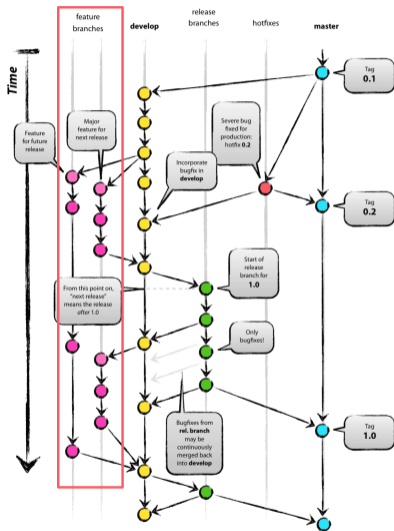 feature
branches
develop
release
branches
hotfixes
master
Time
Tag
0.1
Feature
for future
release
Major
feature for
next release
Severe bug
fixed for
production:
hotfix 0.2
Incorporate
bugfix in
develop
Tag
0.2
Start of
release
branch for
1.0
From this point on,
"next release"
means the release
after 1.0
Only
bugfixes!
Tag
1.0
Bugfixes from
rel. branch
may be
continuously
merged back
into develop